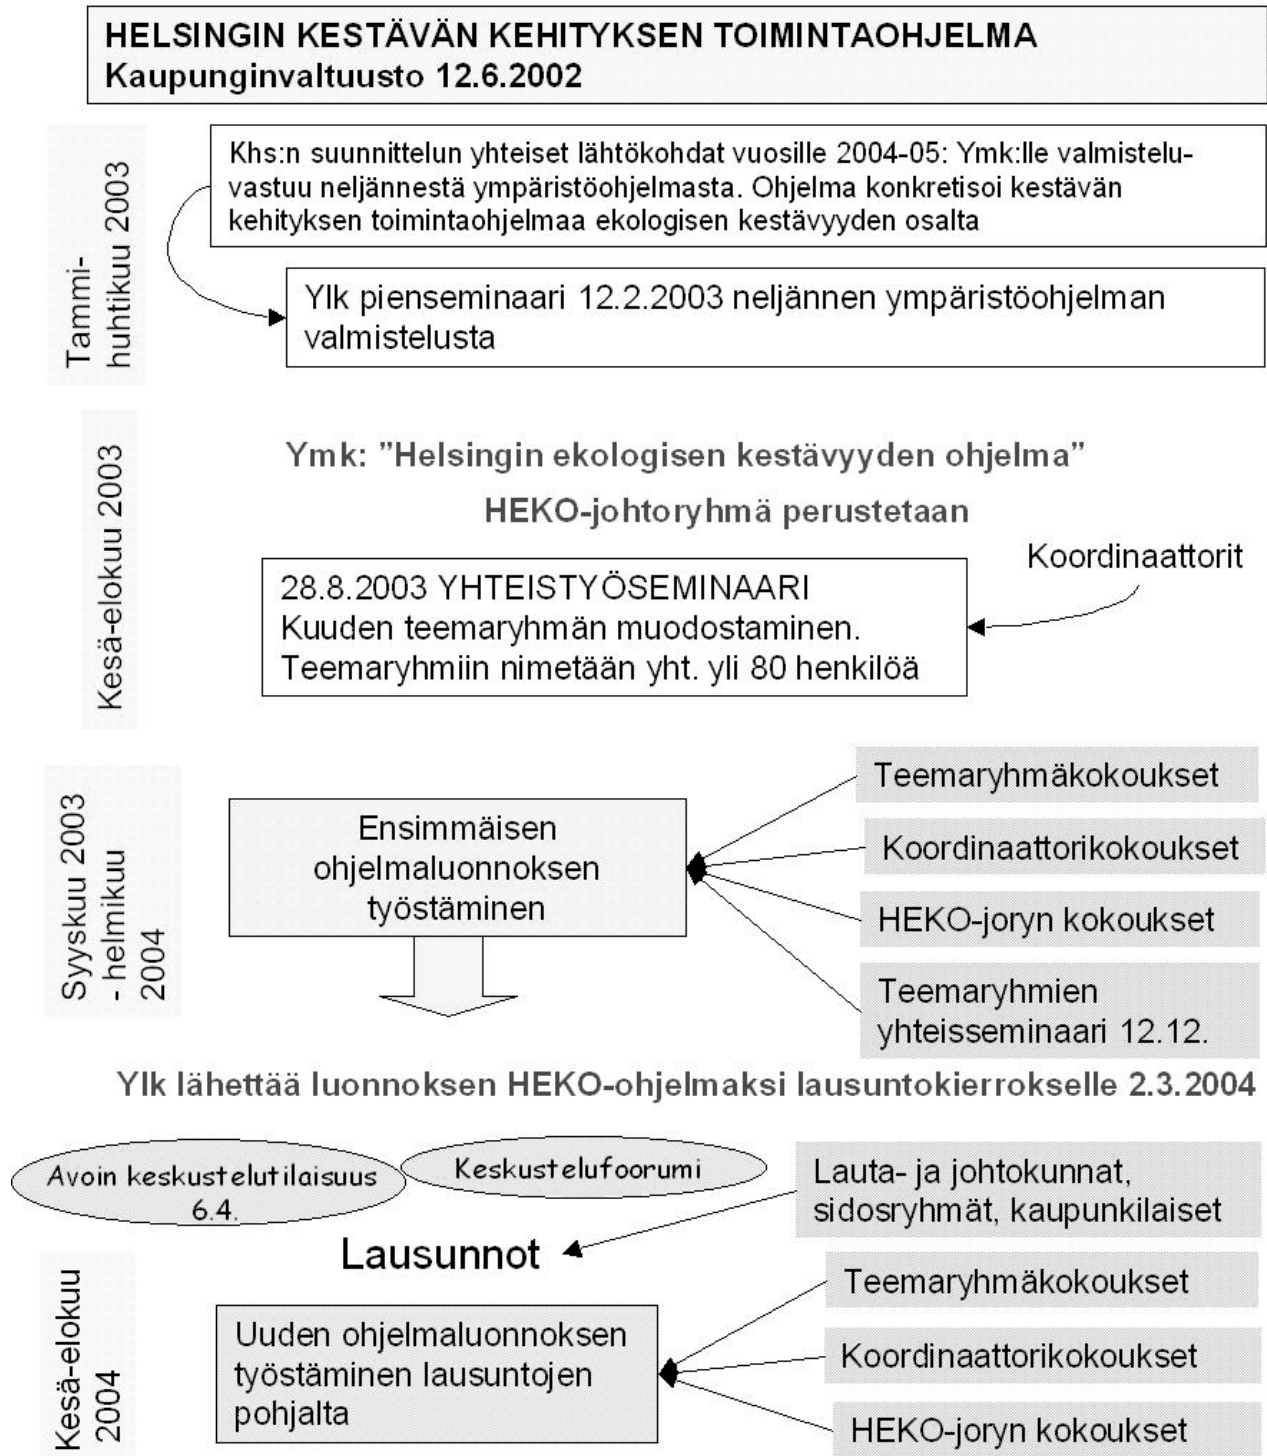 HELSINGIN KESTÄVÄN KEHITYKSEN TOIMINTAOHJELMA
Kaupunginvaltuusto 12.6.2002
Tammi-
huhtikuu 2003
Khs:n suunnittelun yhteiset lähtökohdat vuosille 2004-05: Ymk:lle valmistelu-
vastuu neljännestä ympäristöohjelmasta. Ohjelma konkretisoi kestävän
kehityksen toimintaohjelmaa ekologisen kestävyyden osalta
Ylk pienseminaari 12.2.2003 neljännen ympäristöohjelman
valmistelusta
Kesä-elokuu 2003
Ymk: ”Helsingin ekologisen kestävyyden ohjelma”
HEKO-johtoryhmä perustetaan
Koordinaattorit
28.8.2003 YHTEISTYÖSEMINAARI
Kuuden teemaryhmän muodostaminen.
Teemaryhmiin nimetään yht. yli 80 henkilöä
Syyskuu 2003
- helmikuu
2004
Ensimmäisen
ohjelmaluonnoksen
työstäminen
Teemaryhmäkokoukset
Koordinaattorikokoukset
HEKO-joryn kokoukset
Teemaryhmien
yhteisseminaari 12.12.
Ylk lähettää luonnoksen HEKO-ohjelmaksi lausuntokierrokselle 2.3.2004
Avoin keskustelutilaisuus
6.4.
Keskustelufoorumi
Lauta- ja johtokunnat,
sidosryhmät, kaupunkilaiset
Lausunnot
Kesä-elokuu
2004
Uuden ohjelmaluonnoksen
työstäminen lausuntojen
pohjalta
Teemaryhmäkokoukset
Koordinaattorikokoukset
HEKO-joryn kokoukset